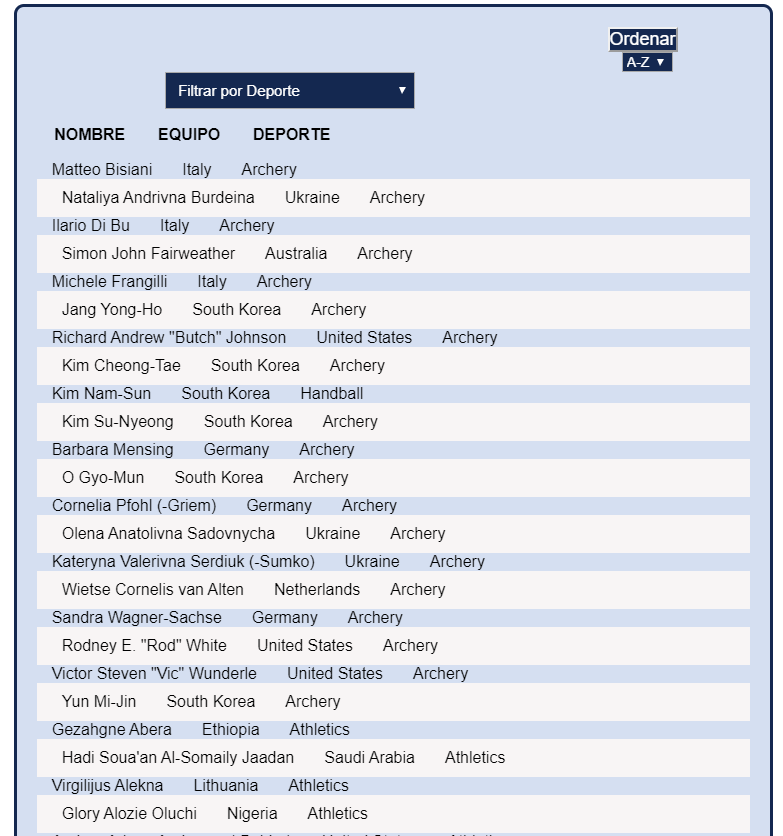 Ordenar
A-Z ▼
Filtrar por Deporte ▼
NOMBRE EQUIPO DEPORTE
Matteo Bisiani Italy Archery
Nataliya Andrivna Burdeina Ukraine Archery
Ilario Di Bu Italy Archery
Simon John Fairweather Australia Archery
Michele Frangilli Italy Archery
Jang Yong-Ho South Korea Archery
Richard Andrew "Butch" Johnson United States Archery
Kim Cheong-Tae South Korea Archery
Kim Nam-Sun South Korea Handball
Kim Su-Nyeong South Korea Archery
Barbara Mensing Germany Archery
O Gyo-Mun South Korea Archery
Cornelia Pfohl (-Griem) Germany Archery
Olena Anatolivna Sadovnycha Ukraine Archery
Kateryna Valerivna Serdiuk (-Sumko) Ukraine Archery
Wietse Cornelis van Alten Netherlands Archery
Sandra Wagner-Sachse Germany Archery
Rodney E. "Rod" White United States Archery
Victor Steven "Vic" Wunderle United States Archery
Yun Mi-Jin South Korea Archery
Gezahgne Abera Ethiopia Athletics
Hadi Soua'an Al-Somaily Jaadan Saudi Arabia Athletics
Virgilijus Alekna Lithuania Athletics
Glory Alozie Oluchi Nigeria Athletics